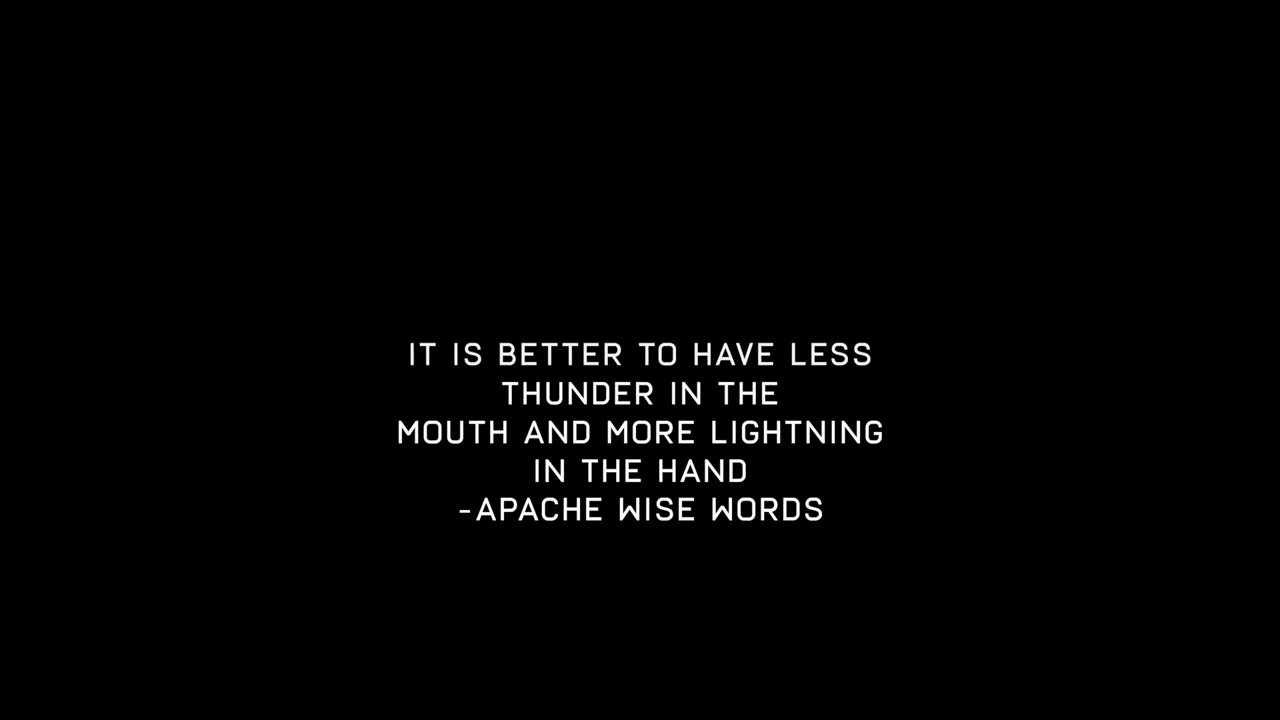 IT IS BETTER TO HAVE LESS
THUNDER IN THE
MOUTH AND MORE LIGHTNING
IN THE HAND
-APACHE WISE WORDS